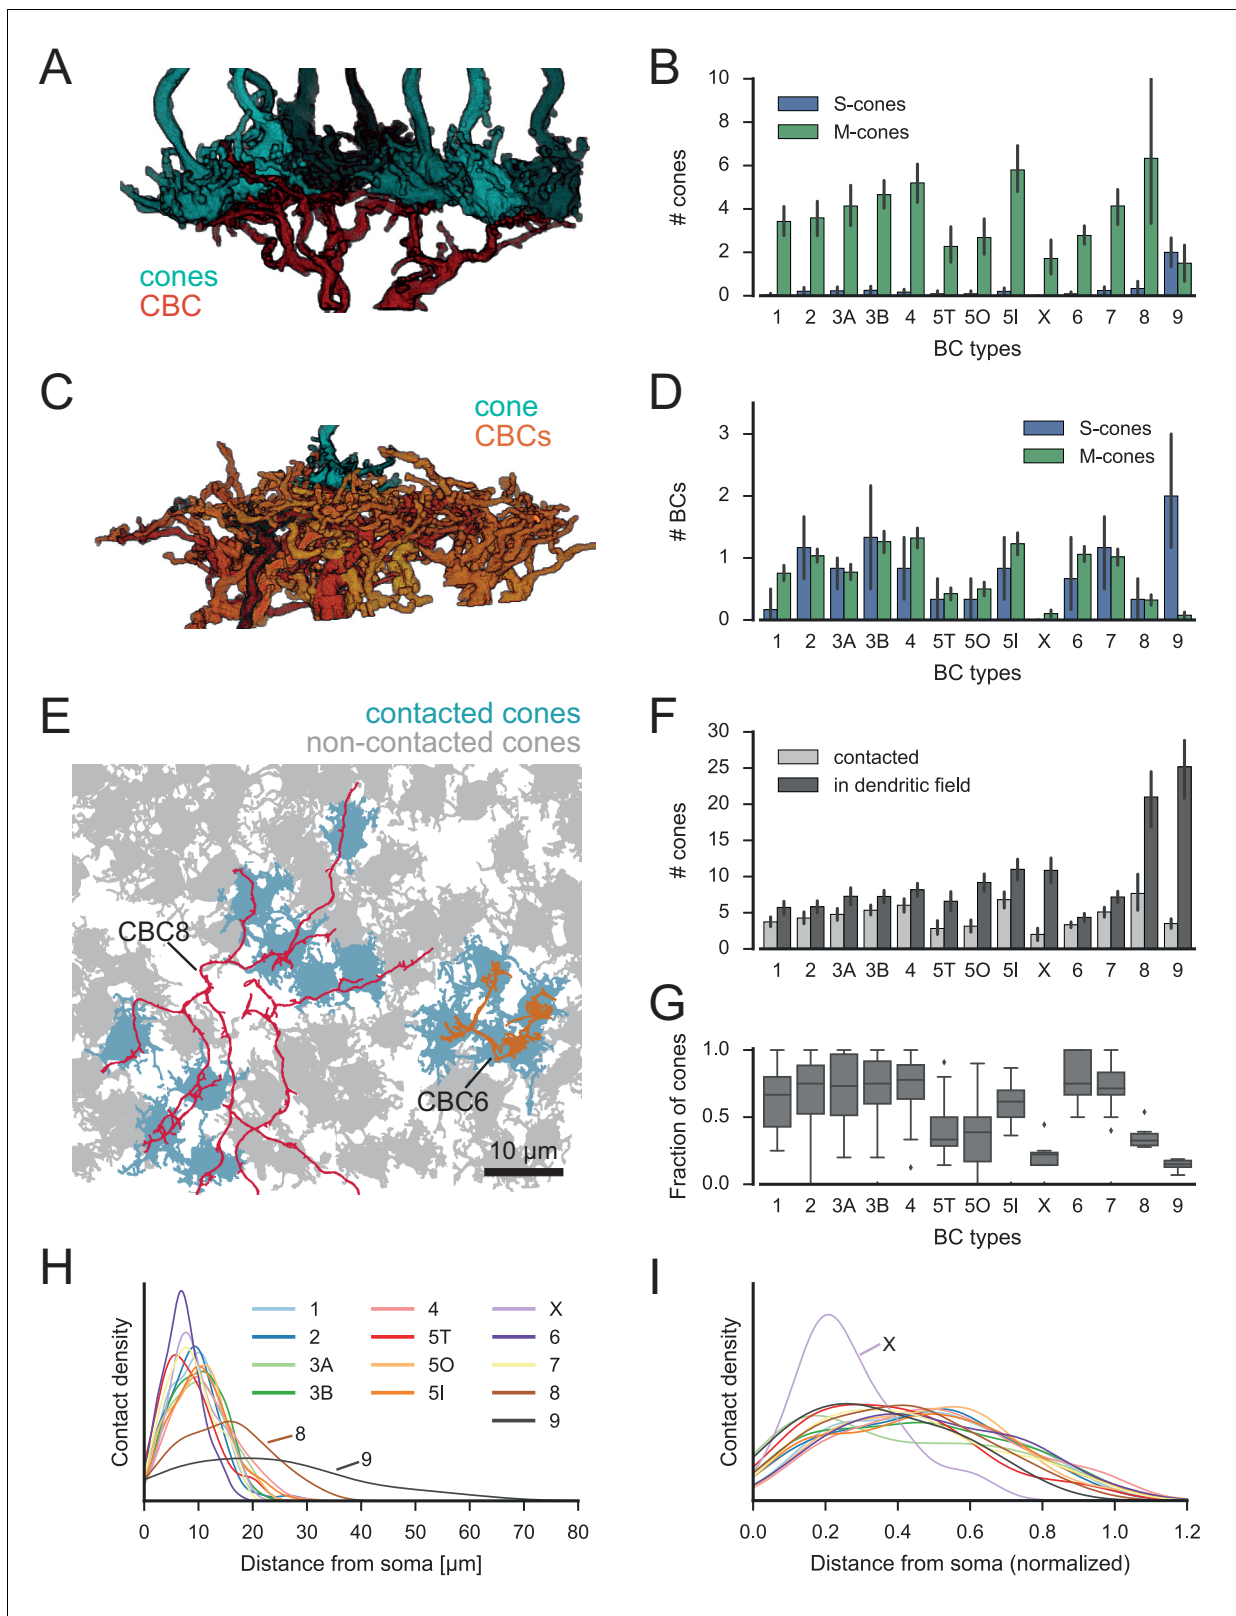 A
cones
CBC
B
10
8
6
4
2
0
# cones
S-cones
M-cones
1 2 3A 3B 4 5T 5O 5I X 6 7 8 9
BC types
C
cone
CBCs
D
3
2
1
0
# BCs
S-cones
M-cones
1 2 3A 3B 4 5T 5O 5I X 6 7 8 9
BC types
E
contacted cones
non-contacted cones
CBC8
CBC6
10 µm
F
30
25
20
15
10
5
0
# cones
contacted
in dendritic field
1 2 3A 3B 4 5T 5O 5I X 6 7 8 9
G
1.0
0.5
0.0
Fraction of cones
1 2 3A 3B 4 5T 5O 5I X 6 7 8 9
BC types
H
Contact density
1 4 X
2 5T 6
3A 5O 7
3B 5I 8
9
8
9
0 10 20 30 40 50 60 70 80
Distance from soma [µm]
I
Contact density
X
0.0 0.2 0.4 0.6 0.8 1.0 1.2
Distance from soma (normalized)